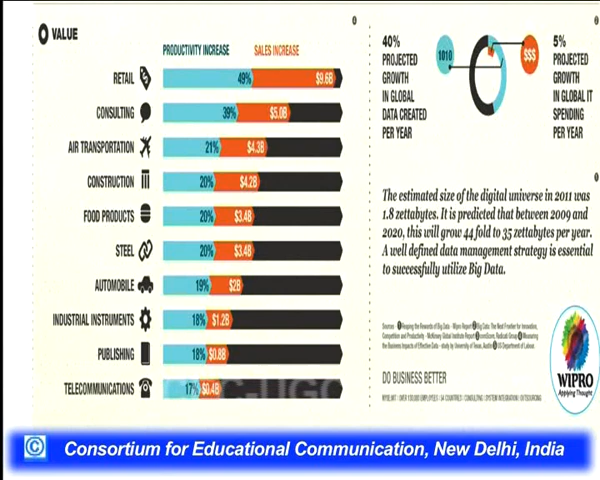 VALUE
PRODUCTIVITY INCREASE SALES INCREASE
RETAIL 49% $9.6B
CONSULTING 39% $5.0B
AIR TRANSPORTATION 21% $4.3B
CONSTRUCTION 20% $4.2B
FOOD PRODUCTS 20% $3.4B
STEEL 20% $3.4B
AUTOMOBILE 19% $2B
INDUSTRIAL INSTRUMENTS 18% $1.2B
PUBLISHING 18% $0.8B
TELECOMMUNICATIONS 17% $0.4B
40%
PROJECTED
GROWTH
IN GLOBAL
DATA CREATED
PER YEAR
1010
$$$
5%
PROJECTED
GROWTH
IN GLOBAL IT
SPENDING
PER YEAR
The estimated size of the digital universe in 2011 was
1.8 zettabytes. It is predicted that between 2009 and
2020, this will grow 44 fold to 35 zettabytes per year.
A well defined data management strategy is essential
to successfully utilize Big Data.
DO BUSINESS BETTER
WIPRO
Applying Thought
© Consortium for Educational Communication, New Delhi, India